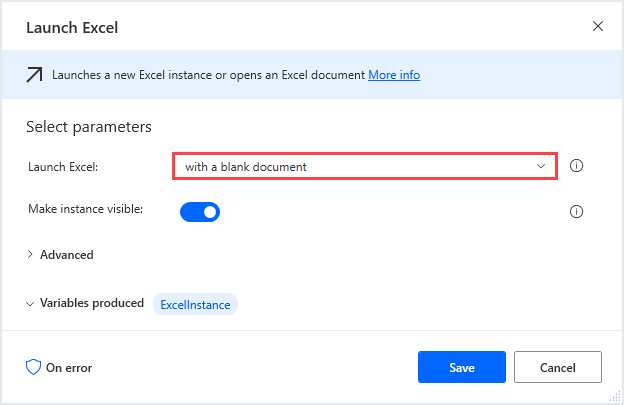 Launch Excel
Launches a new Excel instance or opens an Excel document More info
Select parameters
Launch Excel: with a blank document
Make instance visible:
Advanced
Variables produced ExcelInstance
On error Save Cancel